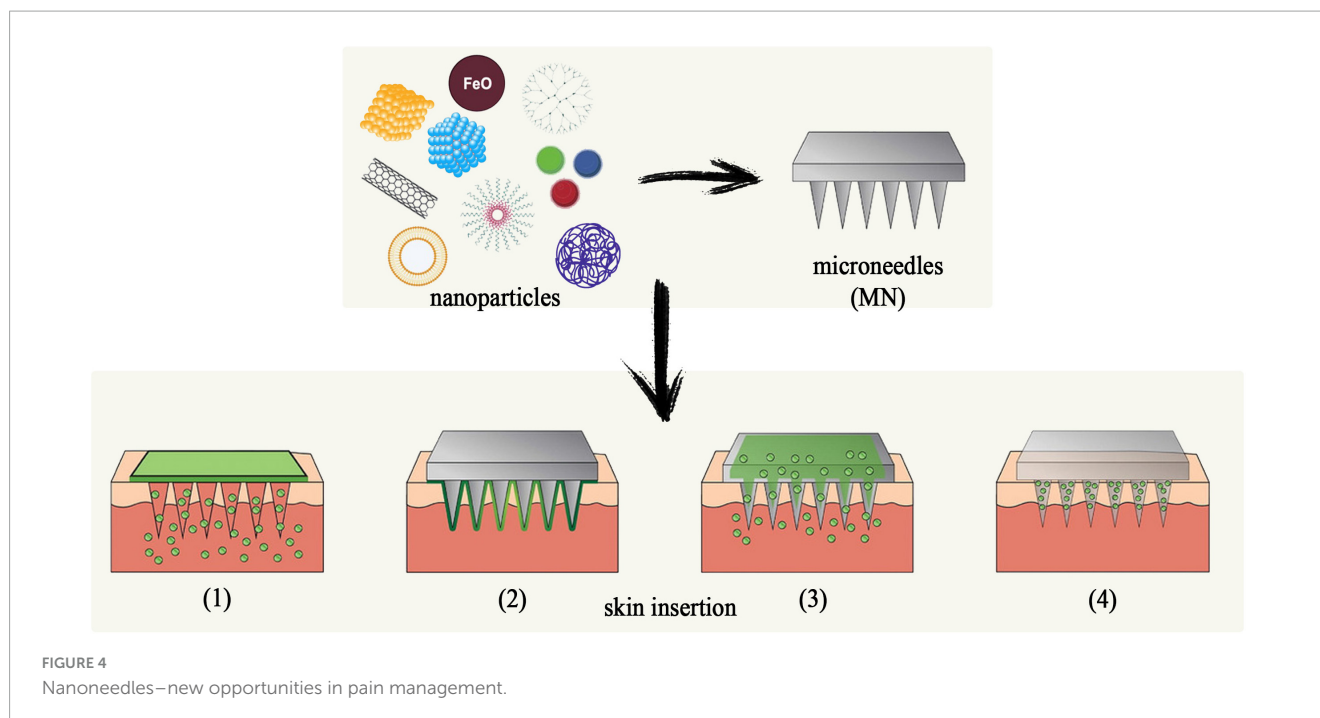 FeO
nanoparticles
microneedles
(MN)
(1)
(2)
skin insertion
(3)
(4)
FIGURE 4
Nanoneedles–new opportunities in pain management.